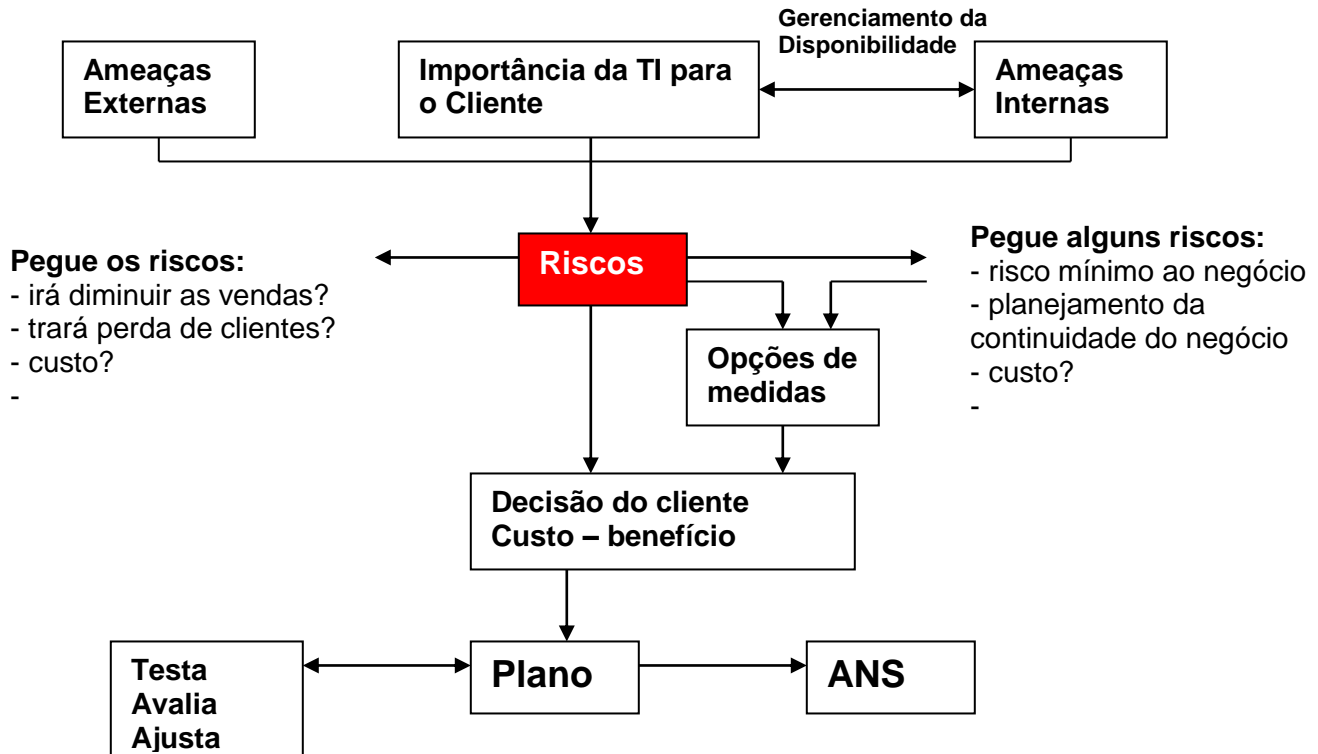 Gerenciamento da
Disponibilidade
Ameaças
Externas
Importância da TI para
o Cliente
Ameaças
Internas
Pegue os riscos:
- irá diminuir as vendas?
- trará perda de clientes?
- custo?
-
Riscos
Pegue alguns riscos:
- risco mínimo ao negócio
- planejamento da
continuidade do negócio
- custo?
-
Opções de
medidas
Decisão do cliente
Custo – benefício
Testa
Avalia
Ajusta
Plano
ANS